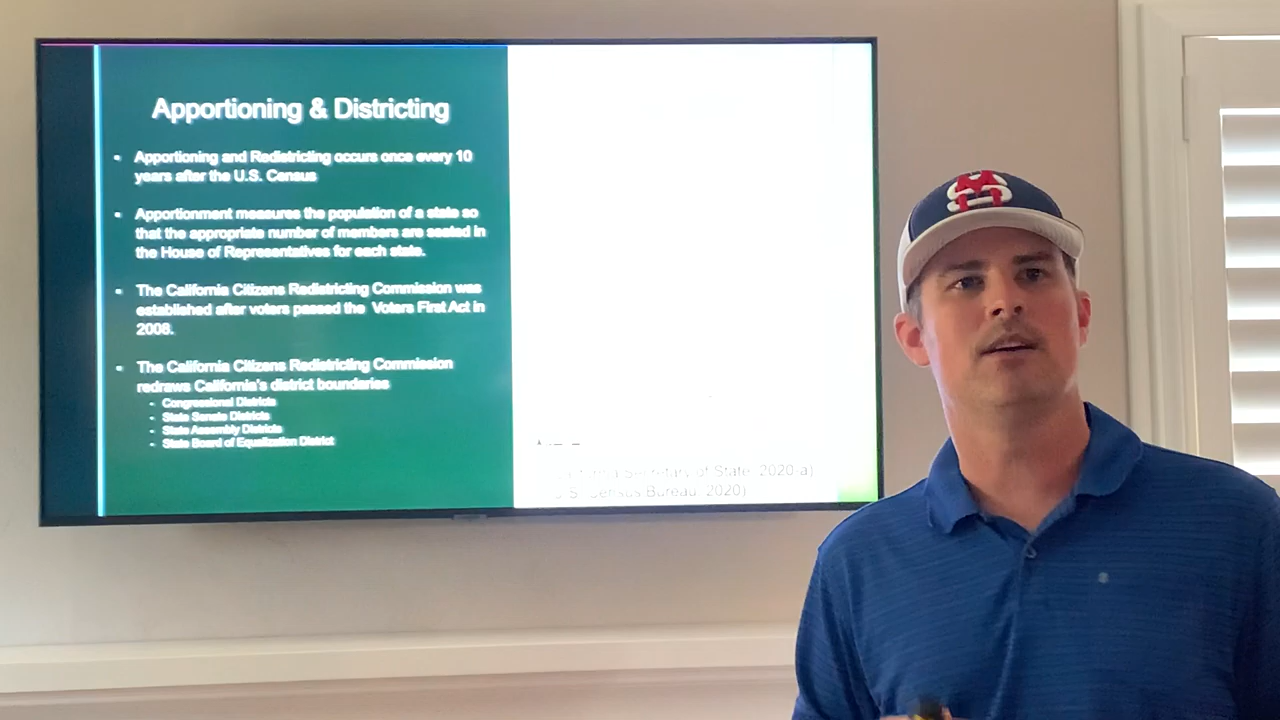 Apportioning & Districting
• Apportioning and Redistricting occurs once every 10
years after the U.S. Census
• Apportionment measures the population of a state so
that the appropriate number of members are seated in
the House of Representatives for each state.
• The California Citizens Redistricting Commission was
established after voters passed the Voters First Act in
2008.
• The California Citizens Redistricting Commission
redraws California's district boundaries
• Congressional Districts
• State Senate Districts
• State Assembly Districts
• State Board of Equalization District
Secretary of State, 2020-a)
Census Bureau, 2020)